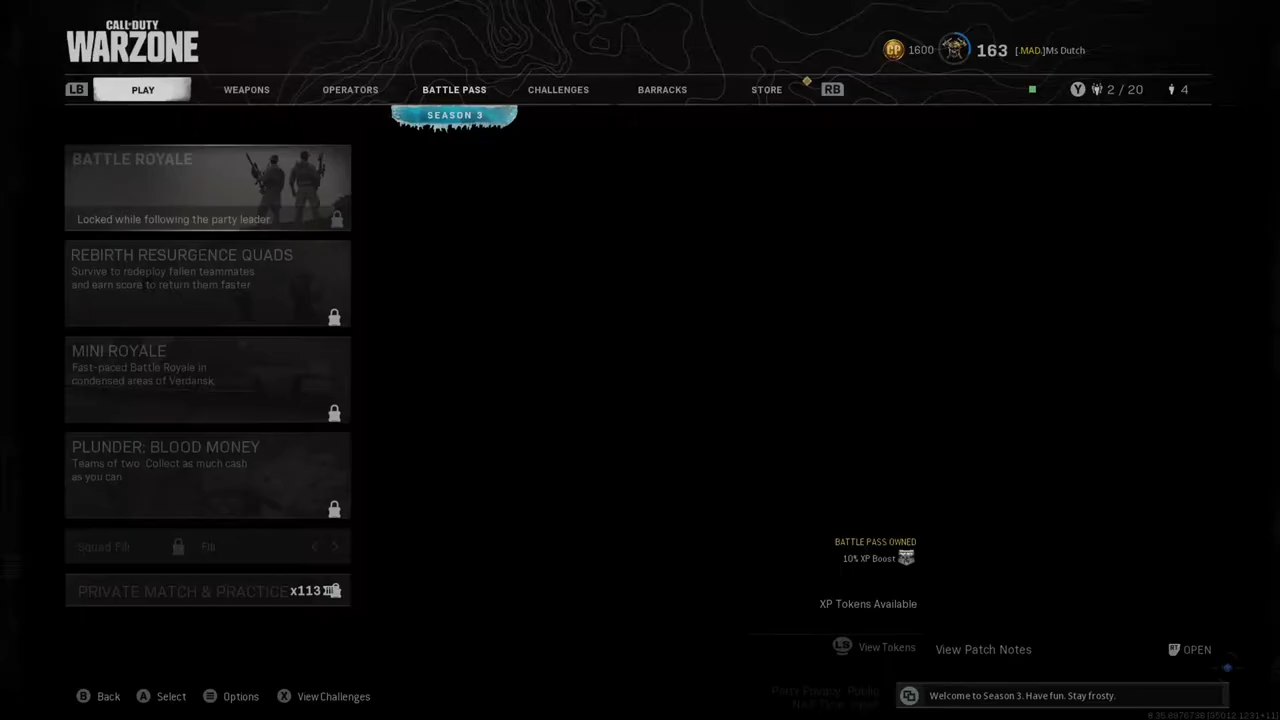 CALL OF DUTY
WARZONE
CP 1600 163 [.MAD.]Ms Dutch
LB PLAY WEAPONS OPERATORS BATTLE PASS CHALLENGES BARRACKS STORE RB Y 2 / 20 4
SEASON 3
BATTLE ROYALE
Locked while following the party leader.
REBIRTH RESURGENCE QUADS
Survive to redeploy fallen teammates
and earn score to return them faster
MINI ROYALE
Fast-paced Battle Royale in
condensed areas of Verdansk.
PLUNDER: BLOOD MONEY
Teams of two. Collect as much cash
as you can
Squad Fill Fill
PRIVATE MATCH & PRACTICE x113
BATTLE PASS OWNED
10% XP Boost
XP Tokens Available
LS View Tokens
View Patch Notes OPEN
Party Privacy: Public
B Back A Select Options X View Challenges
Welcome to Season 3. Have fun. Stay frosty.